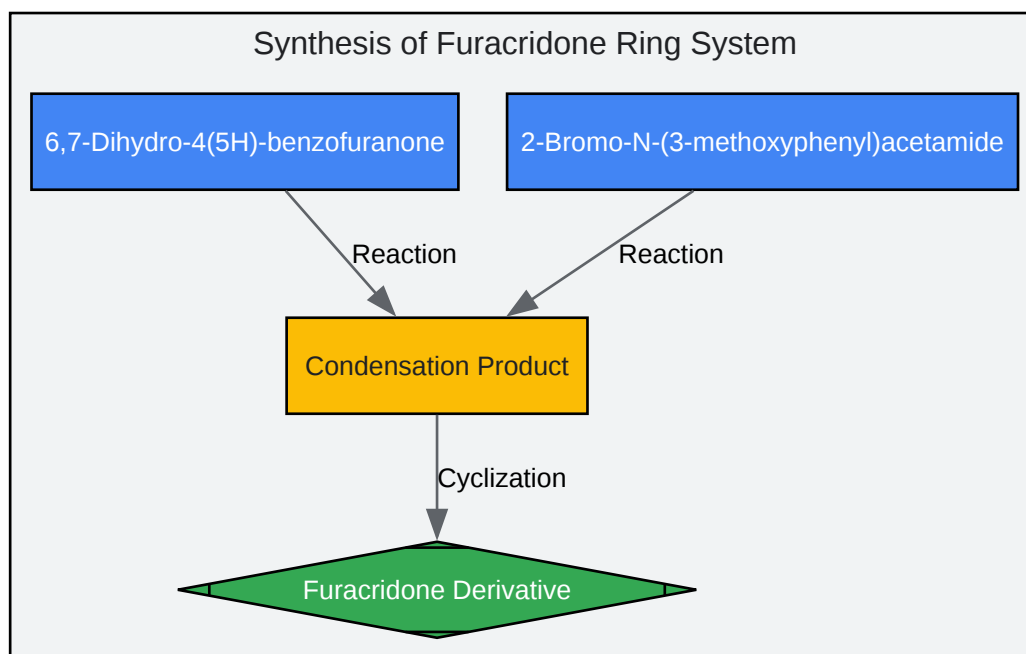 Synthesis of Furacridone Ring System
6,7-Dihydro-4(5H)-benzofuranone
2-Bromo-N-(3-methoxyphenyl)acetamide
Reaction
Reaction
Condensation Product
Cyclization
Furacridone Derivative